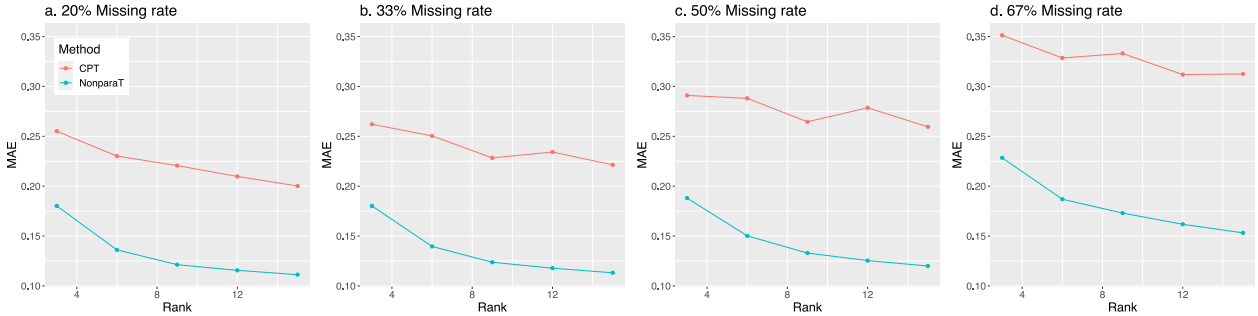 a. 20% Missing rate
MAE
0.35
0.30
0.25
0.20
0.15
0.10
Method
CPT
NonparaT
4
8
12
Rank
b. 33% Missing rate
MAE
0.35
0.30
0.25
0.20
0.15
0.10
4
8
12
Rank
c. 50% Missing rate
MAE
0.35
0.30
0.25
0.20
0.15
0.10
4
8
12
Rank
d. 67% Missing rate
MAE
0.35
0.30
0.25
0.20
0.15
0.10
4
8
12
Rank